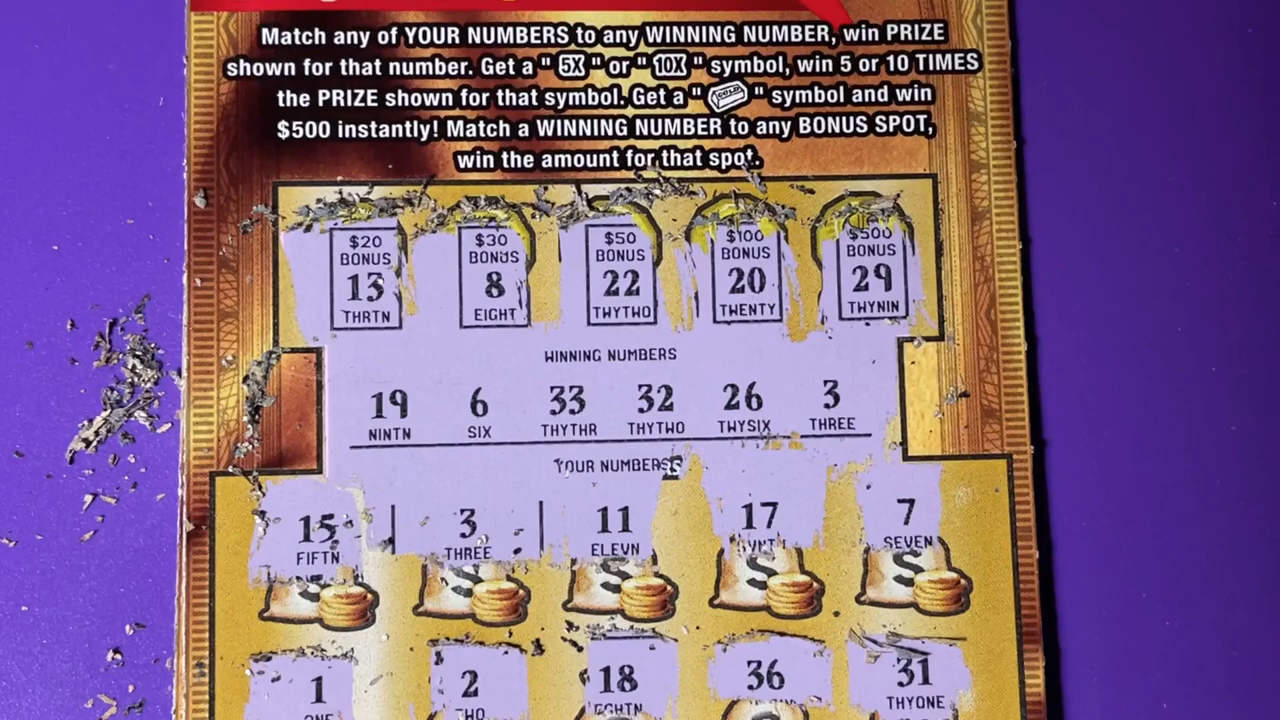 Match any of YOUR NUMBERS to any WINNING NUMBER, win PRIZE
shown for that number. Get a " 5X " or " 10X " symbol, win 5 or 10 TIMES
the PRIZE shown for that symbol. Get a " GOLD " symbol and win
$500 instantly! Match a WINNING NUMBER to any BONUS SPOT,
win the amount for that spot.
$20 $30 $50 $100 $500
BONUS BONUS BONUS BONUS BONUS
13 8 22 20 29
THRTN EIGHT TWYTWO TWENTY TWYNIN
WINNING NUMBERS
19 6 33 32 26 3
NINTN SIX THYTHR THYTWO TWYSIX THREE
YOUR NUMBERS
15 3 11 17 7
FIFTN THREE ELEVN SEVEN
$ $ $ $
1 2 18 36 31
THYONE